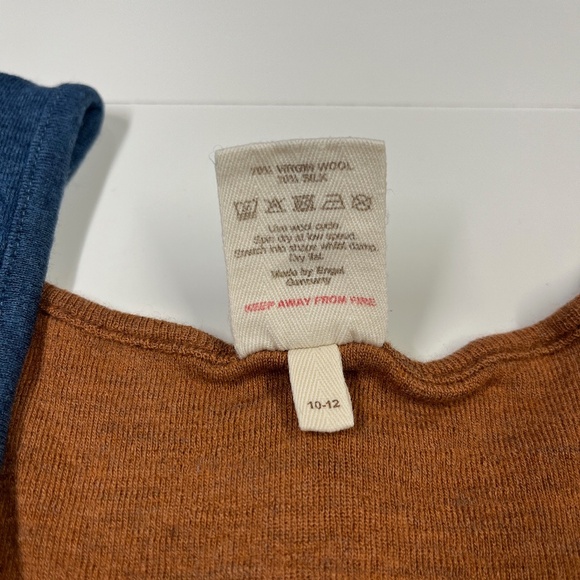 70% VIRGIN WOOL
30% SILK
Use wool cycle.
Spin dry at low speed.
Stretch into shape whilst damp.
Dry flat.
Made by Engel
Germany
KEEP AWAY FROM FIRE
10-12